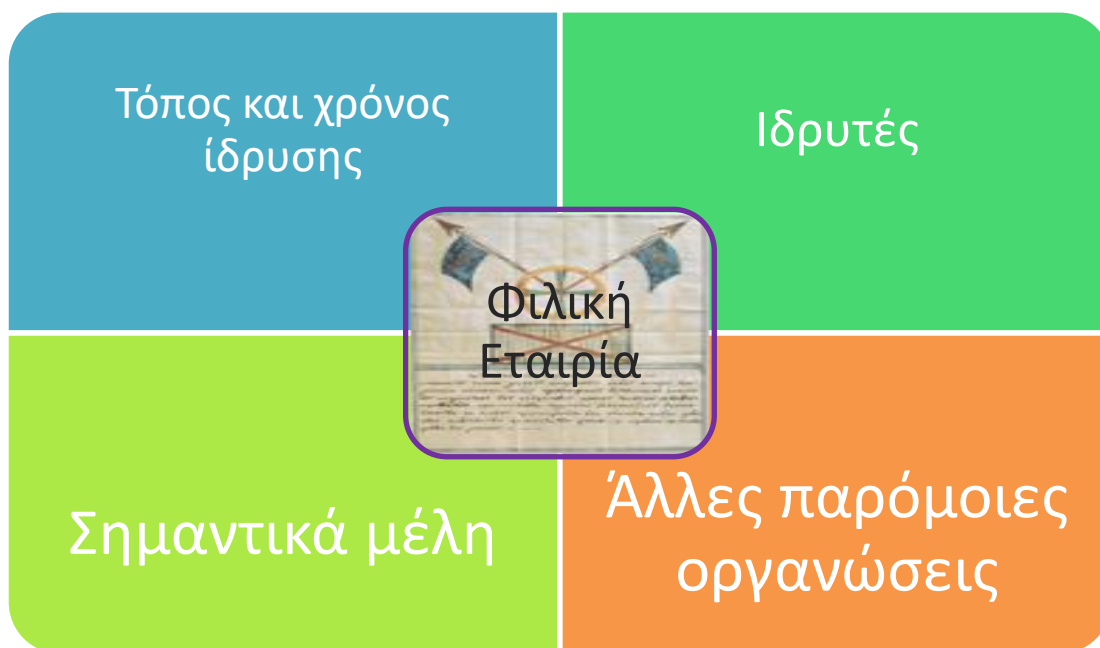 Τόπος και χρόνος
ίδρυσης
Ιδρυτές
Φιλική
Εταιρία
Σημαντικά μέλη
Άλλες παρόμοιες
οργανώσεις